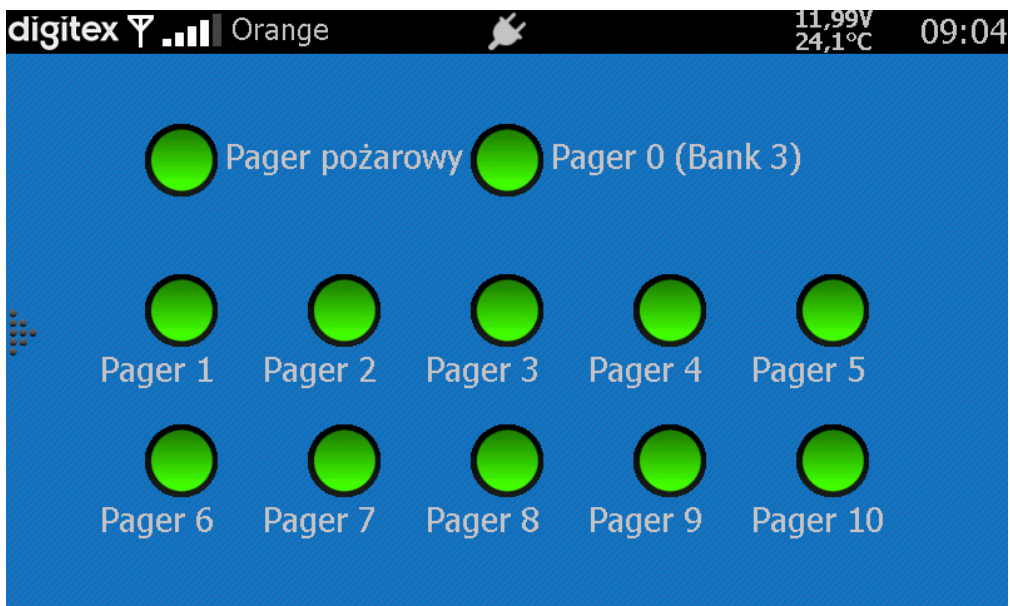 digitex Orange 11,99V 09:04
24,1°C
Pager pożarowy Pager 0 (Bank 3)
Pager 1 Pager 2 Pager 3 Pager 4 Pager 5
Pager 6 Pager 7 Pager 8 Pager 9 Pager 10